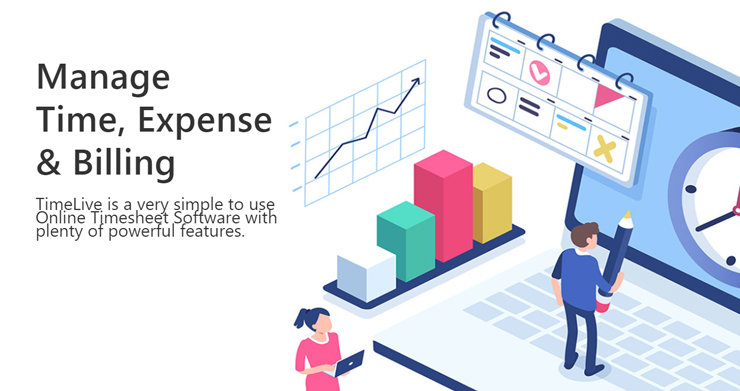 Manage
Time, Expense
& Billing
TimeLive is a very simple to use
Online Timesheet Software with
plenty of powerful features.